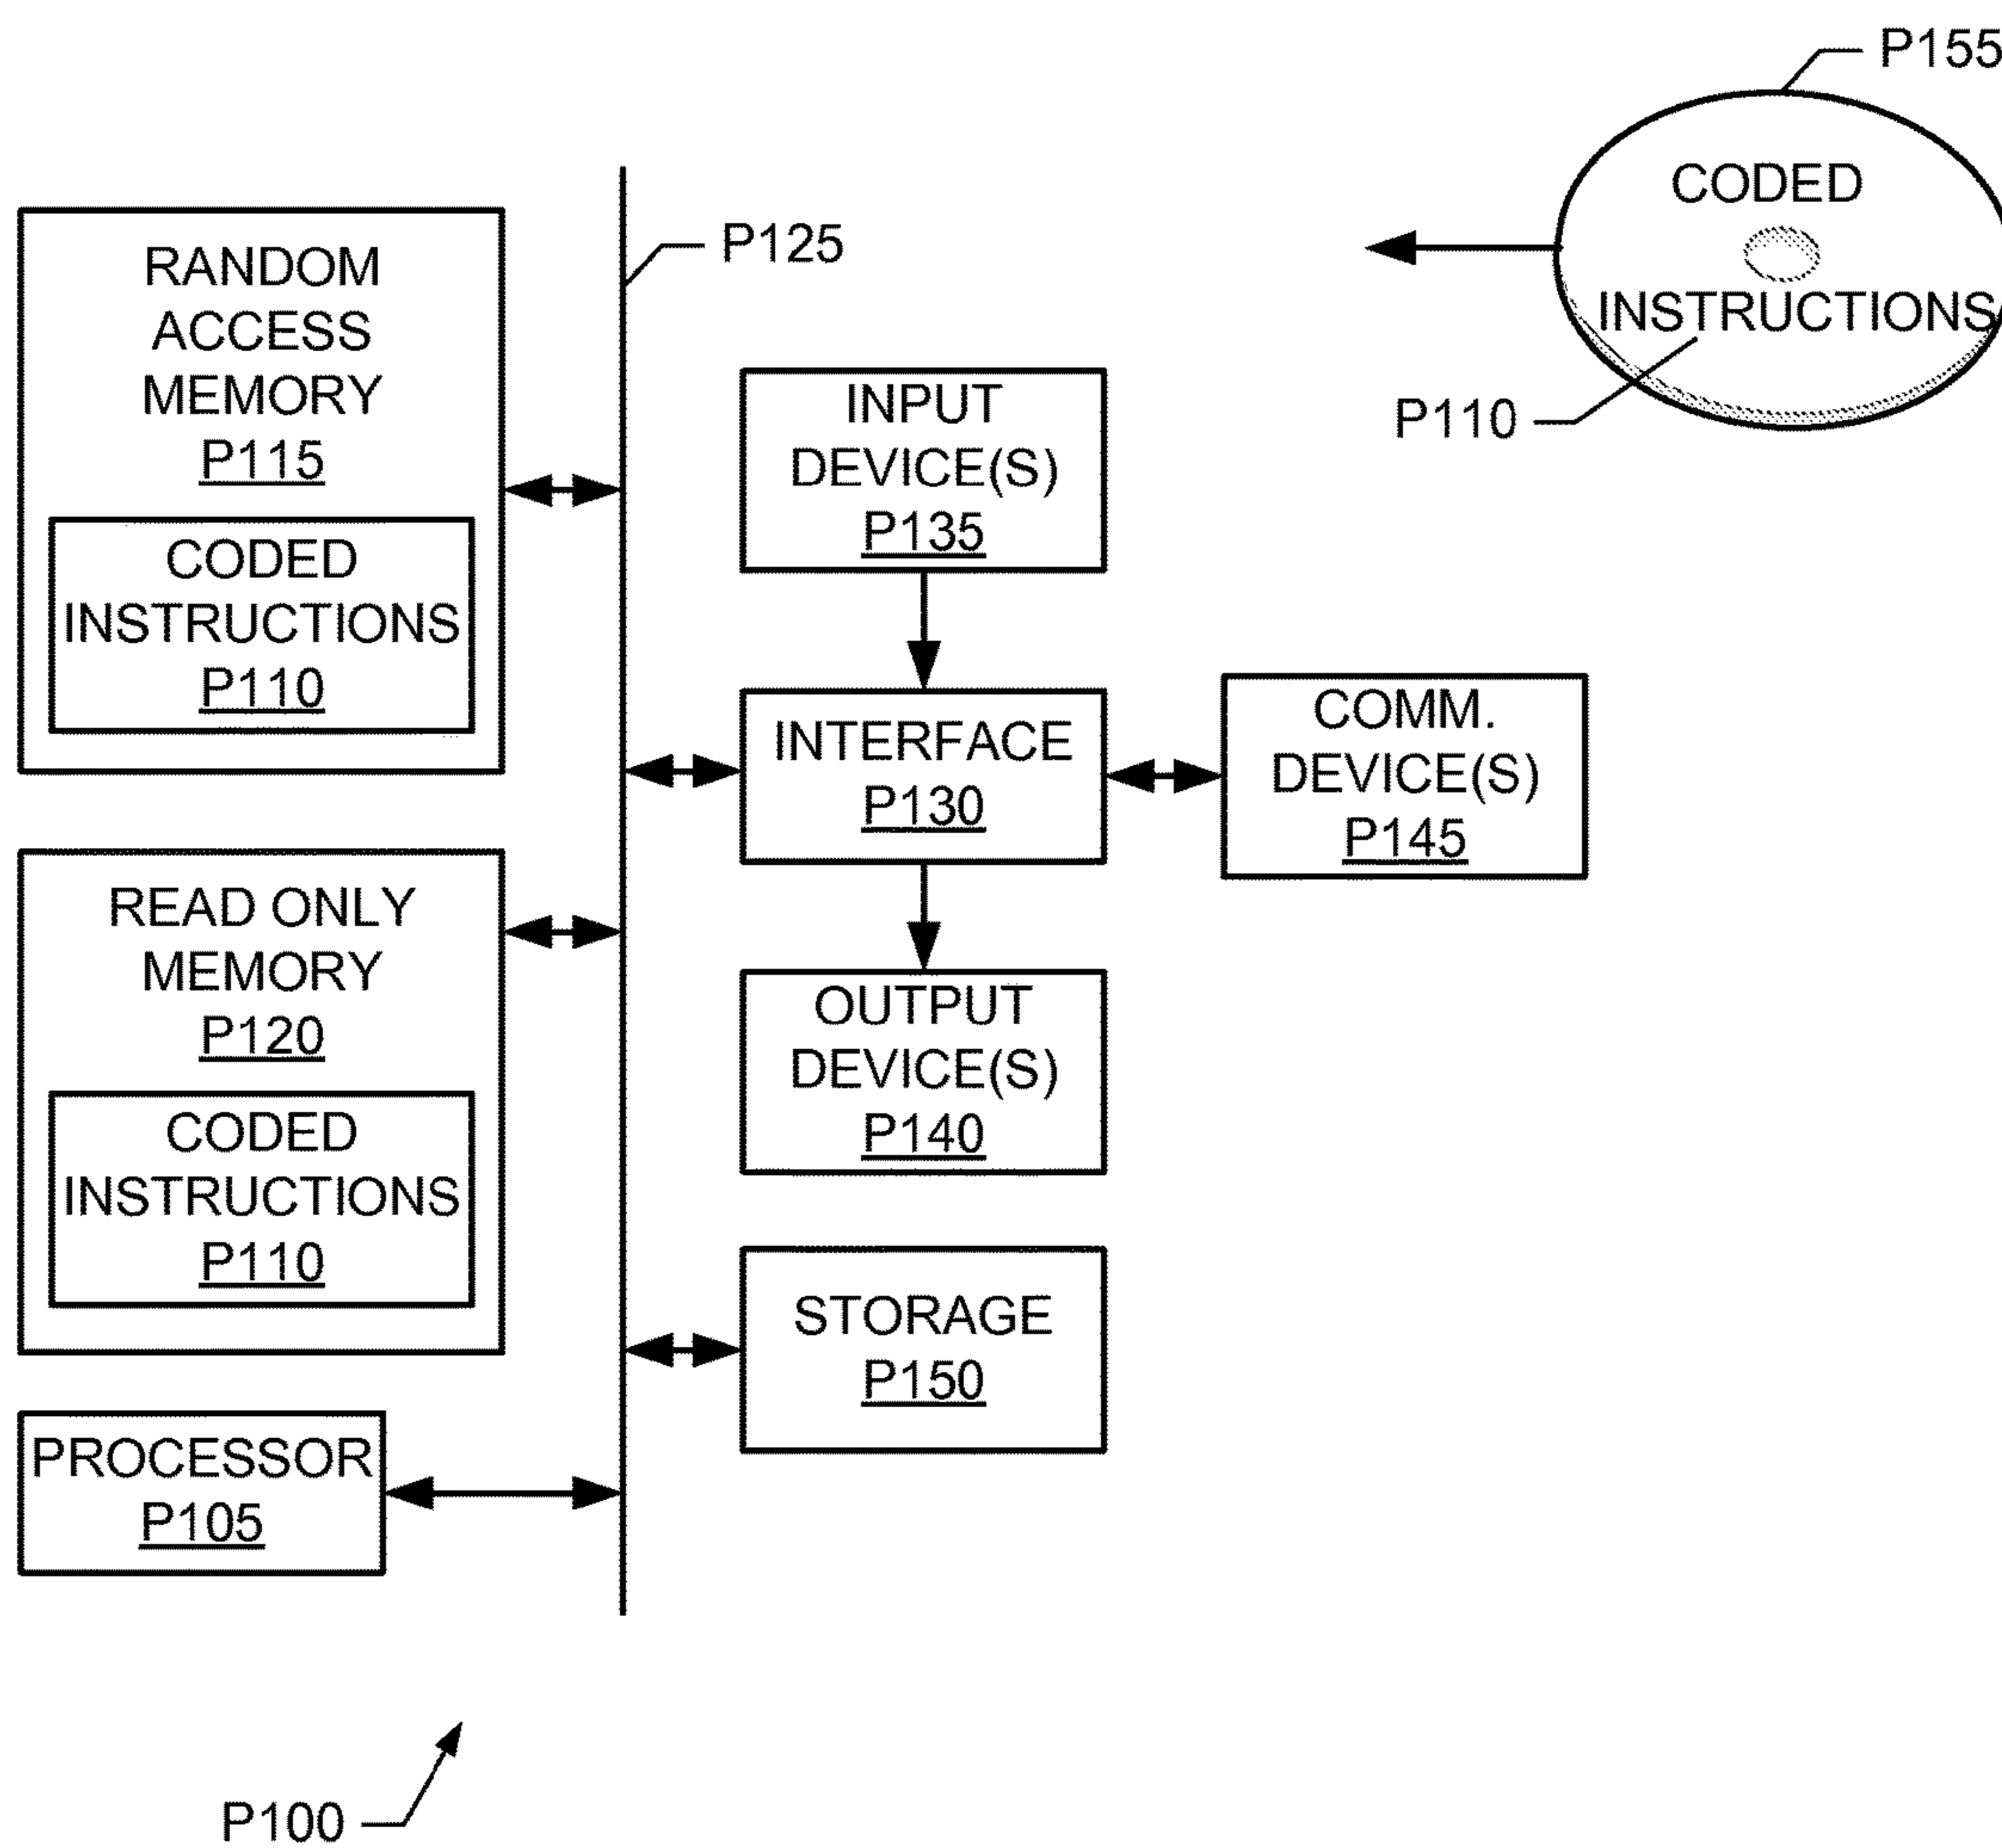 P155
CODED
INSTRUCTIONS
P110
P125
RANDOM
ACCESS
MEMORY
P115
CODED
INSTRUCTIONS
P110
INPUT
DEVICE(S)
P135
INTERFACE
P130
COMM.
DEVICE(S)
P145
READ ONLY
MEMORY
P120
CODED
INSTRUCTIONS
P110
OUTPUT
DEVICE(S)
P140
STORAGE
P150
PROCESSOR
P105
P100